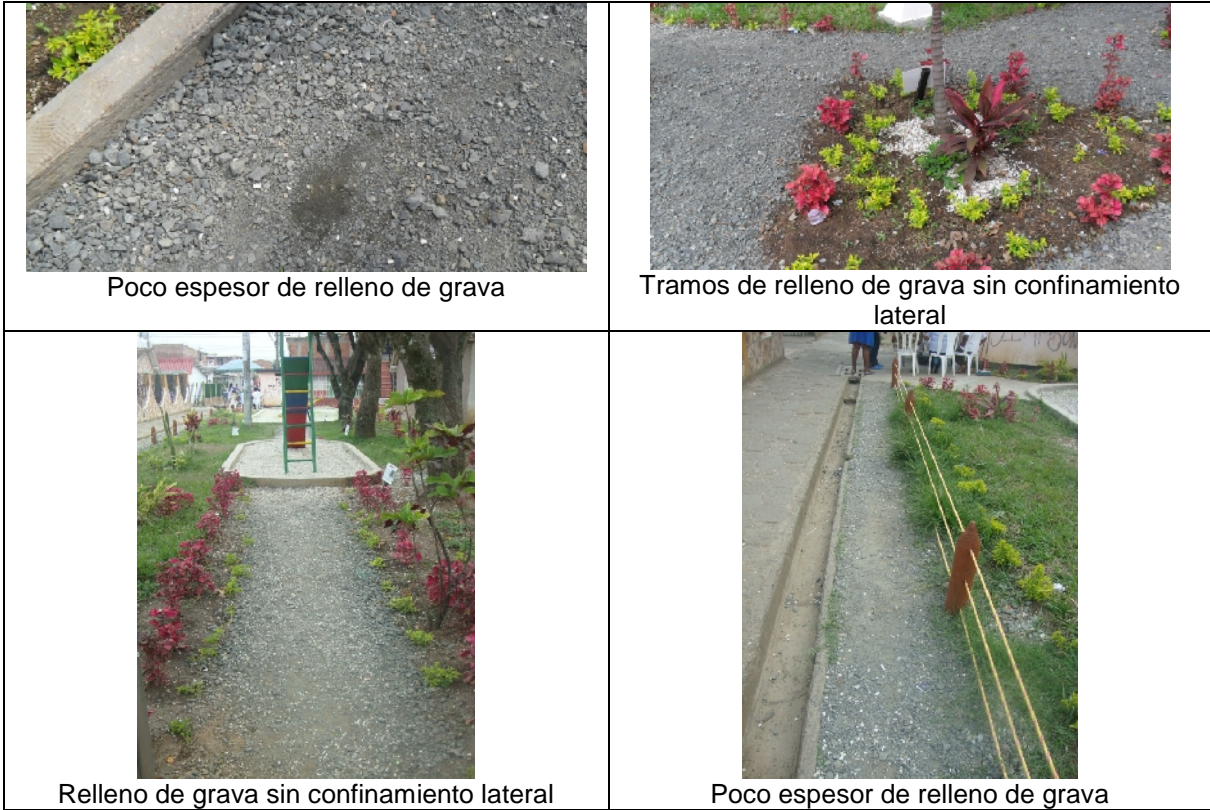 Poco espesor de relleno de grava
Tramos de relleno de grava sin confinamiento
lateral
Relleno de grava sin confinamiento lateral
Poco espesor de relleno de grava